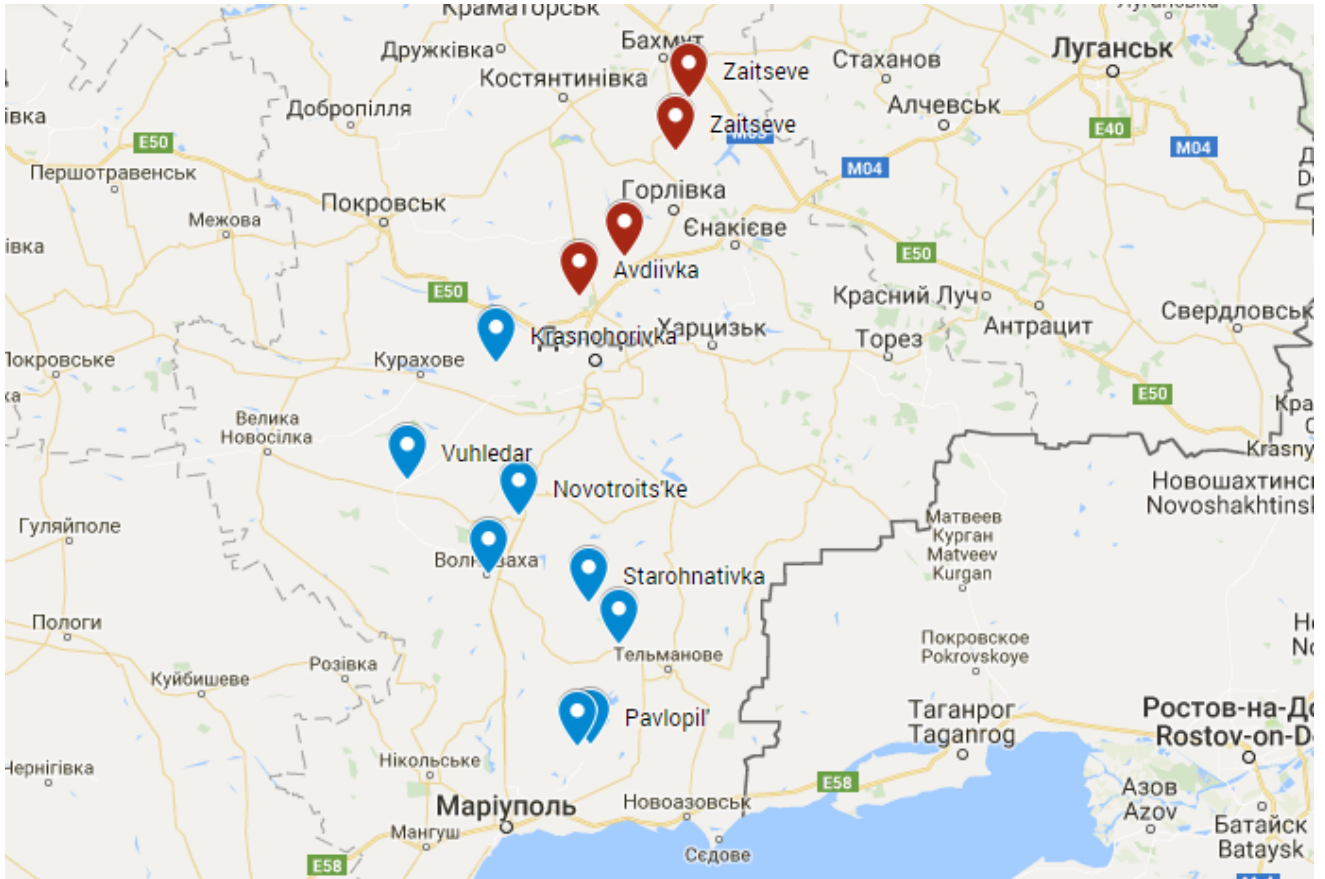 Краматорськ
Дружківка
Бахмут
Zaitseve
Стаханов
Луганськ
Костянтинівка
Добропілля
Алчевськ
івка
Zaitseve
E40
E50
M04
M04
Першотравенськ
Горлівка
Покровськ
Межова
Єнакієве
івка
E50
Avdiivka
E50
Красний Луч
Антрацит
Свердловськ
Krasnohorivka
Харцизьк
Торез
Покровське
Курахове
E50
Велика
Новосілка
Vuhledar
Krasny
Novotroits'ke
Новошахтинс
Novoshakhtinsk
Гуляйполе
Матвеев
Курган
Matveev
Kurgan
Волноваха
Starohnativka
Пологи
Покровское
Pokrovskoye
Розівка
Тельманове
Куйбишеве
Pavlopil'
Таганрог
Taganrog
Ростов-на-До
Rostov-on-D
Нікольське
Чернігівка
E58
Маріуполь
Новоазовськ
Азов
Azov
Мангуш
Сєдове
Батайск
Bataysk
E58